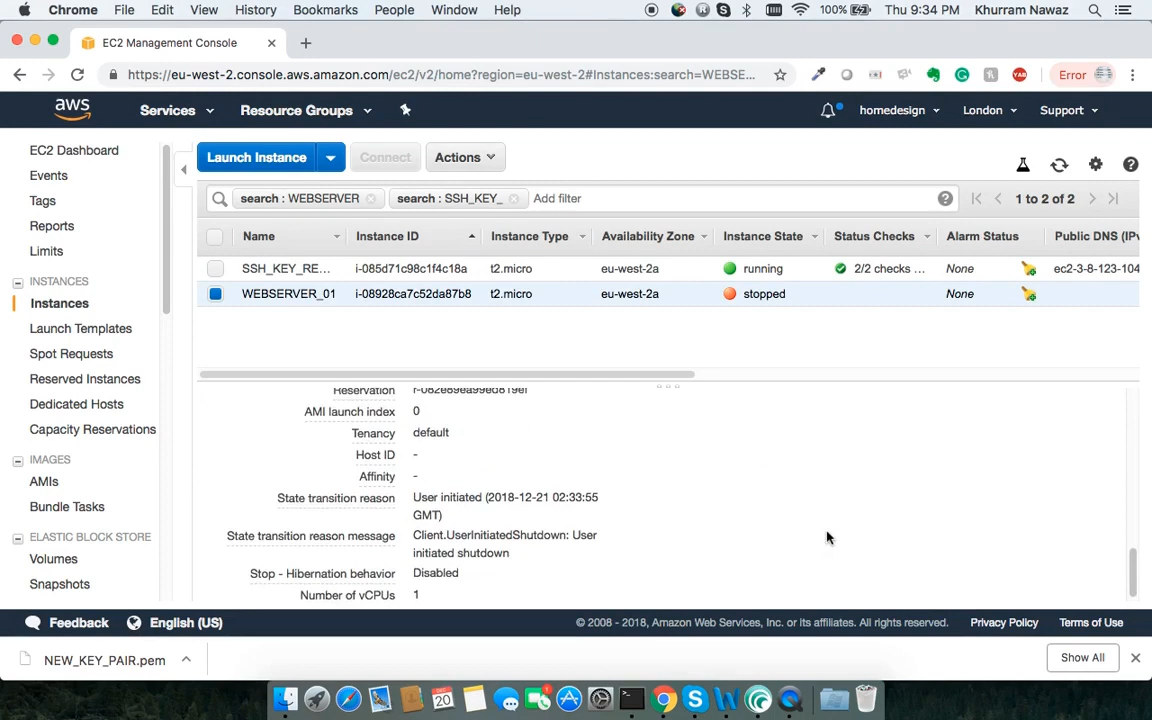 Chrome File Edit View History Bookmarks People Window Help 100% Thu 9:34 PM Khurram Nawaz
EC2 Management Console
https://eu-west-2.console.aws.amazon.com/ec2/v2/home?region=eu-west-2#Instances:search=WEBSE... YAB Error
aws Services Resource Groups homedesign London Support
EC2 Dashboard
Events
Tags
Reports
Limits
INSTANCES
Instances
Launch Templates
Spot Requests
Reserved Instances
Dedicated Hosts
Capacity Reservations
IMAGES
AMIs
Bundle Tasks
ELASTIC BLOCK STORE
Volumes
Snapshots
Launch Instance Connect Actions
search : WEBSERVER search : SSH_KEY_ Add filter 1 to 2 of 2
Name Instance ID Instance Type Availability Zone Instance State Status Checks Alarm Status Public DNS (IPv
SSH_KEY_RE... i-085d71c98c1f4c18a t2.micro eu-west-2a running 2/2 checks ... None ec2-3-8-123-104
WEBSERVER_01 i-08928ca7c52da87b8 t2.micro eu-west-2a stopped None
Reservation r-082e89ea99ed819ef
AMI launch index 0
Tenancy default
Host ID -
Affinity -
State transition reason User initiated (2018-12-21 02:33:55
GMT)
State transition reason message Client.UserInitiatedShutdown: User
initiated shutdown
Stop - Hibernation behavior Disabled
Number of vCPUs 1
Feedback English (US) © 2008 - 2018, Amazon Web Services, Inc. or its affiliates. All rights reserved. Privacy Policy Terms of Use
NEW_KEY_PAIR.pem Show All
DEC
20